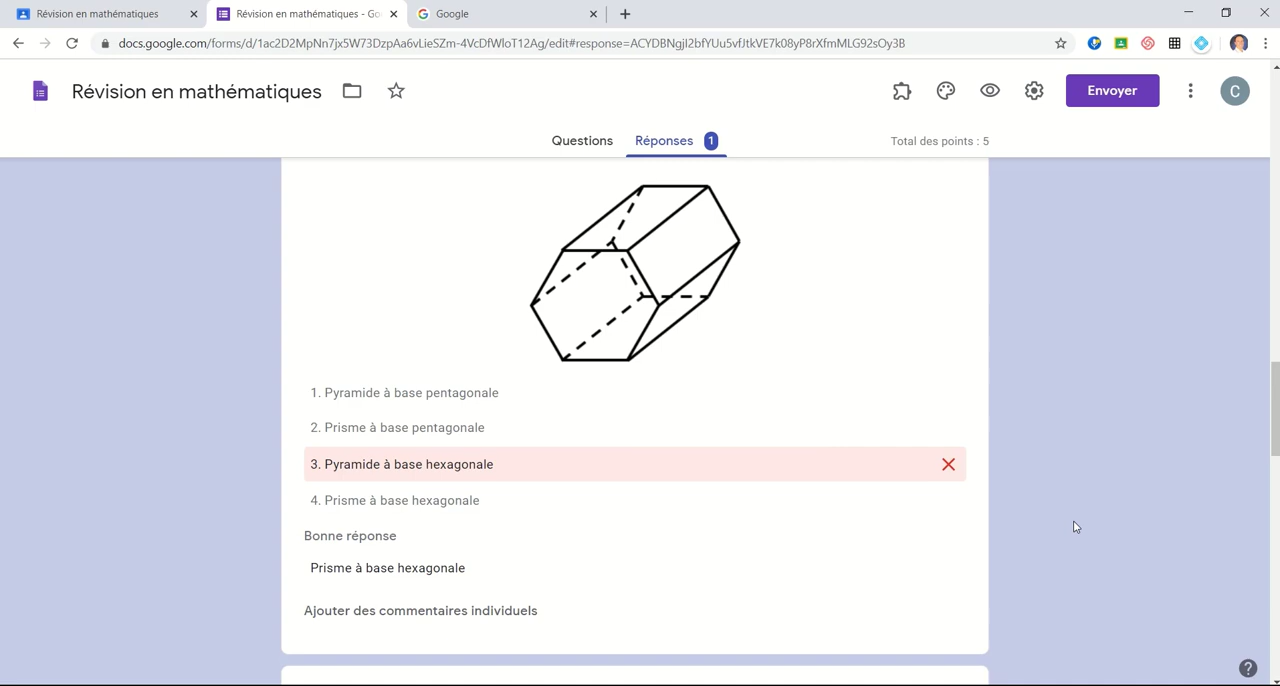 Révision en mathématiques
Révision en mathématiques - Go
Google
docs.google.com/forms/d/1ac2D2MpNn7jx5W73DzpAa6vLieSZm-4VcDfWloT12Ag/edit#response=ACYDBNgjI2bfYUu5vfJtkVE7k08yP8rXfmMLG92sOy3B
Révision en mathématiques
Envoyer
C
Questions
Réponses 1
Total des points : 5
1. Pyramide à base pentagonale
2. Prisme à base pentagonale
3. Pyramide à base hexagonale
4. Prisme à base hexagonale
Bonne réponse
Prisme à base hexagonale
Ajouter des commentaires individuels